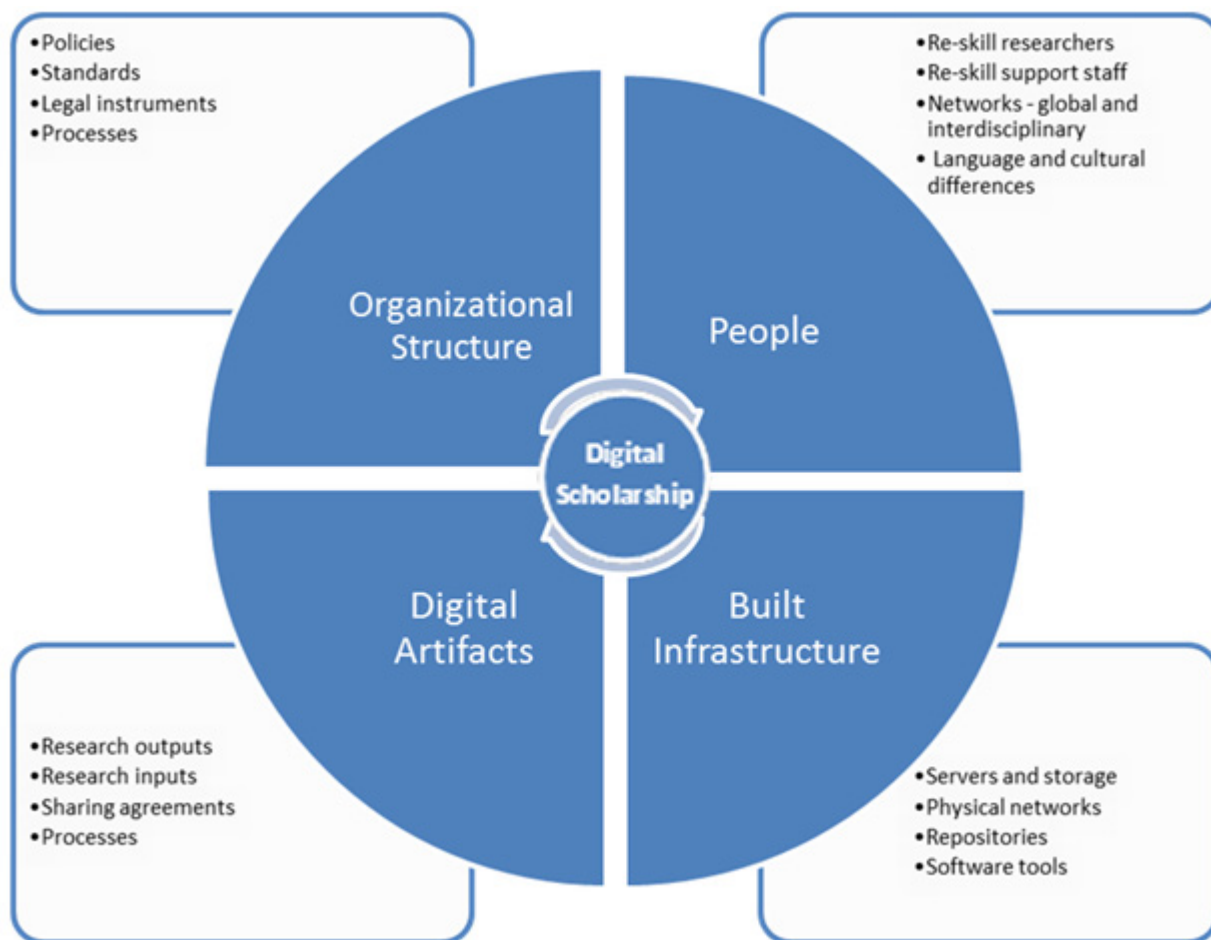 •Policies
•Standards
•Legal instruments
•Processes
•Re-skill researchers
•Re-skill support staff
•Networks - global and
interdisciplinary
• Language and cultural
differences
Organizational
Structure
People
Digital
Scholarship
Digital
Artifacts
Built
Infrastructure
•Research outputs
•Research inputs
•Sharing agreements
•Processes
•Servers and storage
•Physical networks
•Repositories
•Software tools